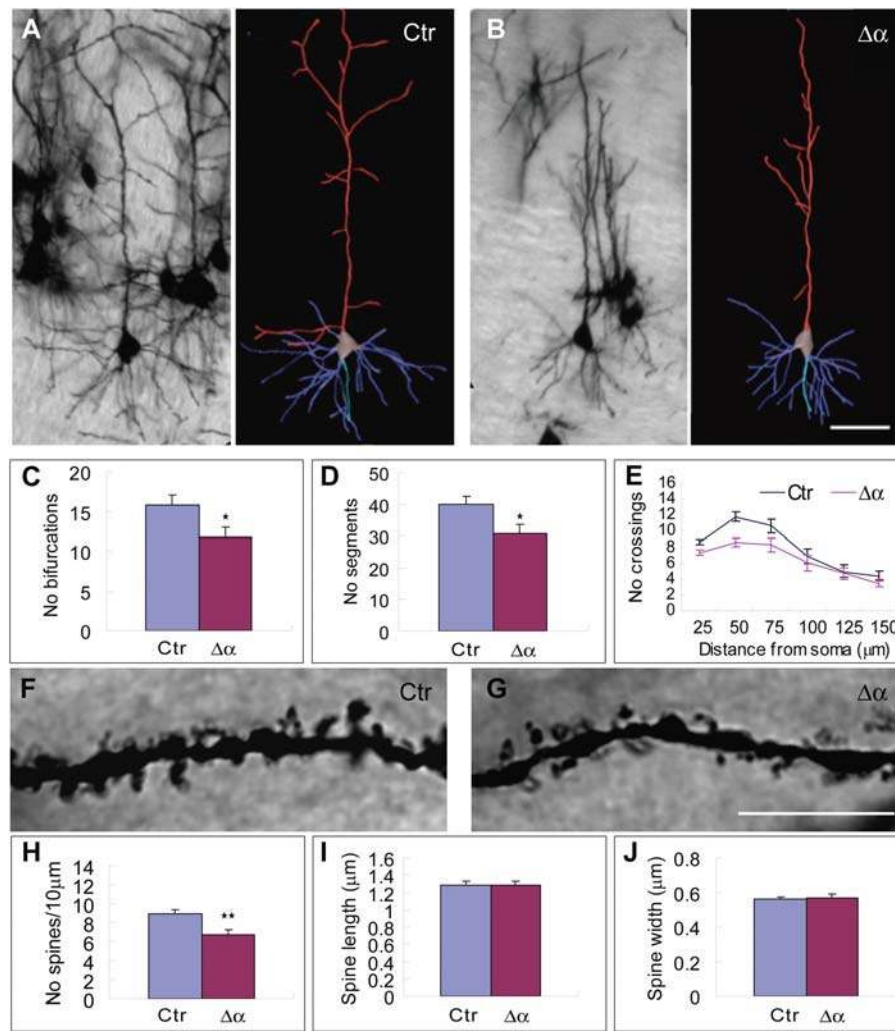 A Ctr B Δα
C D E
20
15
10
5
0
No bifurcations
*
Ctr Δα
50
40
30
20
10
0
No segments
*
Ctr Δα
16
14
12
10
8
6
4
2
0
No crossings
Ctr Δα
25 50 75 100 125 150
Distance from soma (μm)
F Ctr G Δα
H I J
14
12
10
8
6
4
2
0
No spines/10μm
**
Ctr Δα
1.6
1.4
1.2
1
0.8
0.6
0.4
0.2
0
Spine length (μm)
Ctr Δα
0.8
0.6
0.4
0.2
0
Spine width (μm)
Ctr Δα